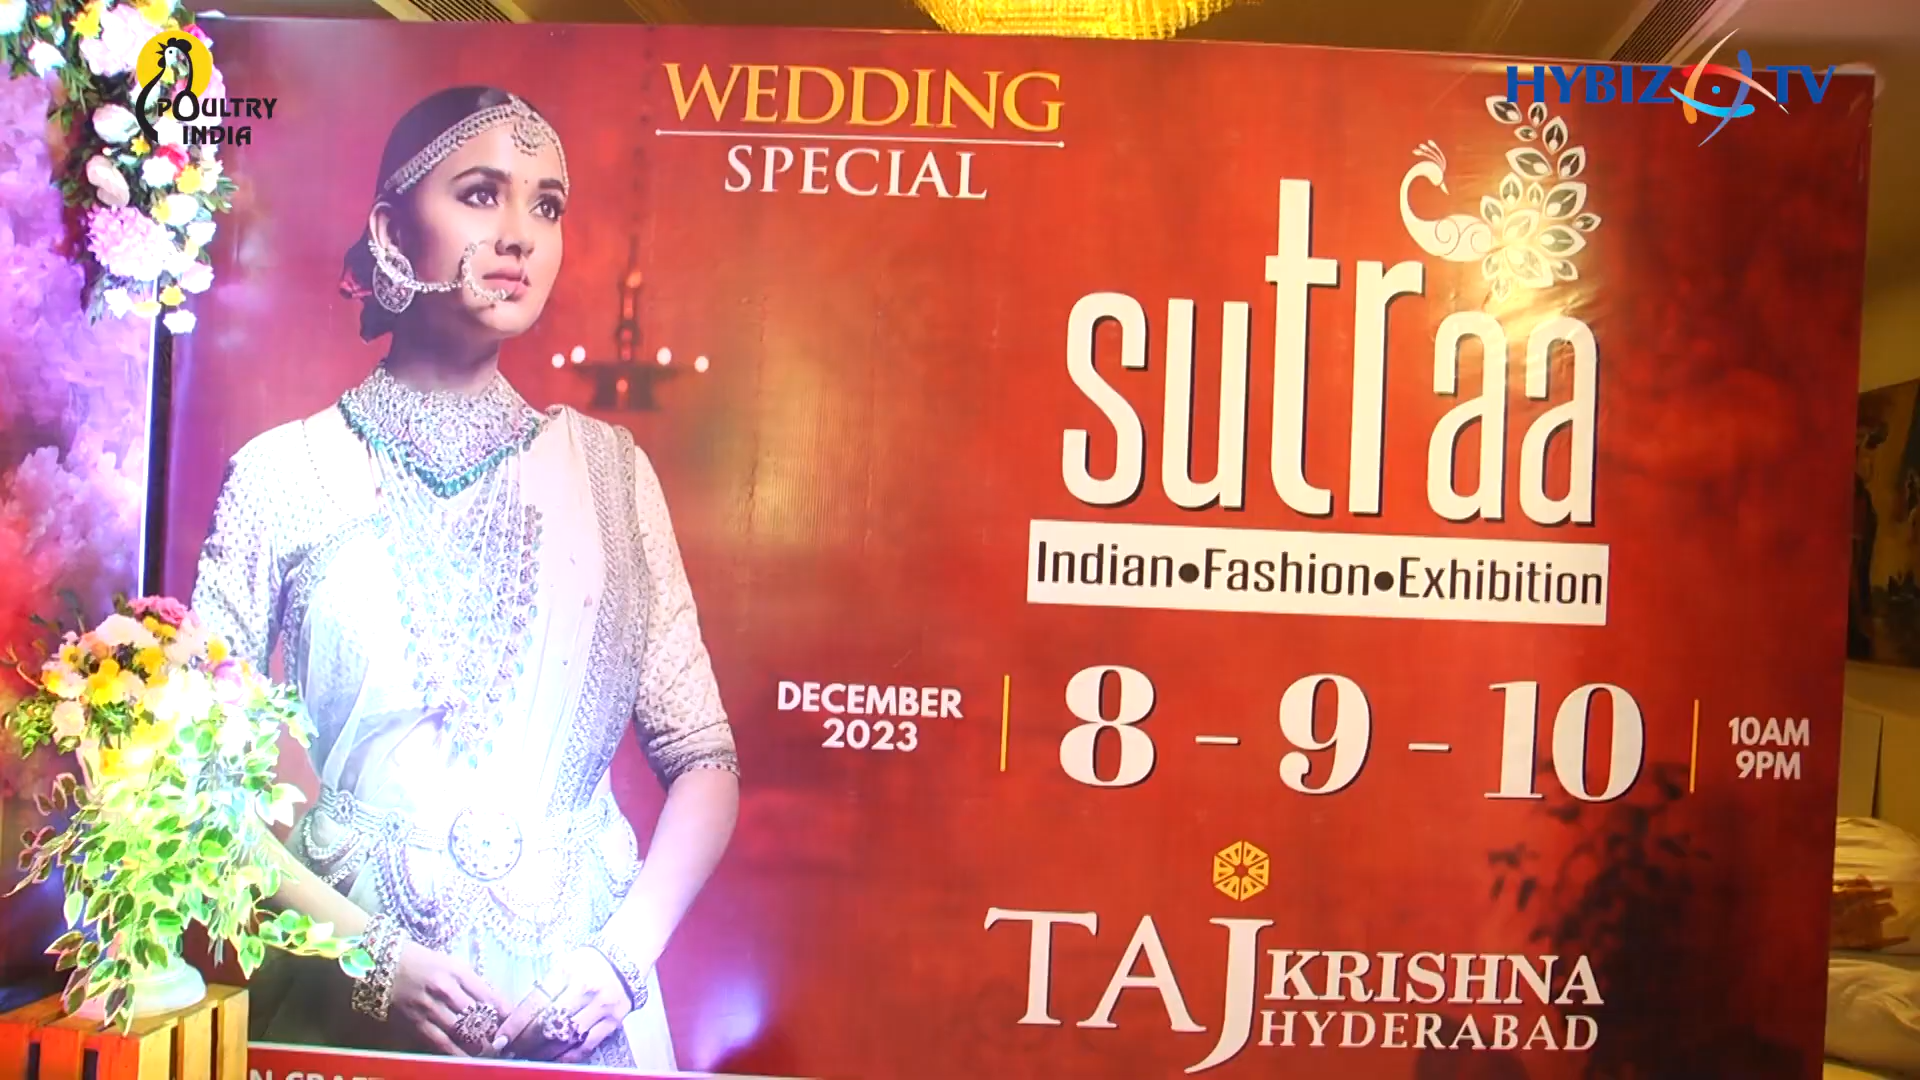 POULTRY
INDIA
HYBIZ TV
WEDDING
SPECIAL
sutraa
Indian•Fashion•Exhibition
DECEMBER
2023
8 - 9 - 10
10AM
9PM
TAJ
KRISHNA
HYDERABAD